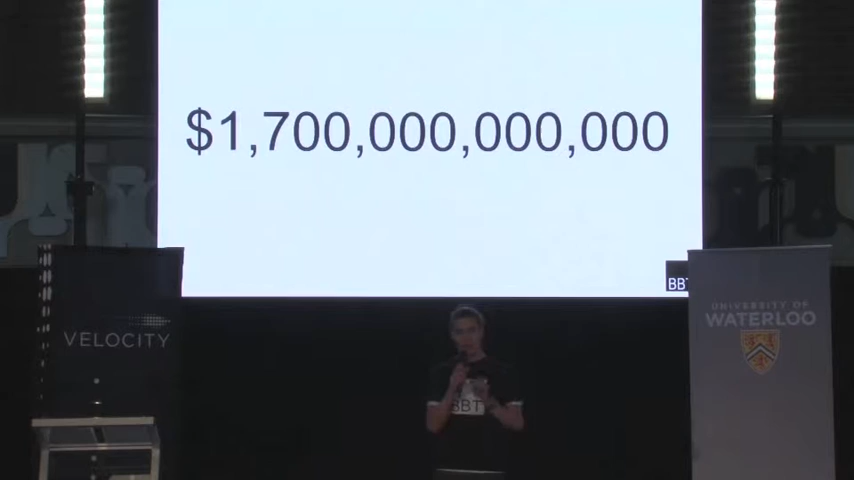 $1,700,000,000,000
BBT
VELOCITY
UNIVERSITY OF
WATERLOO
BBT